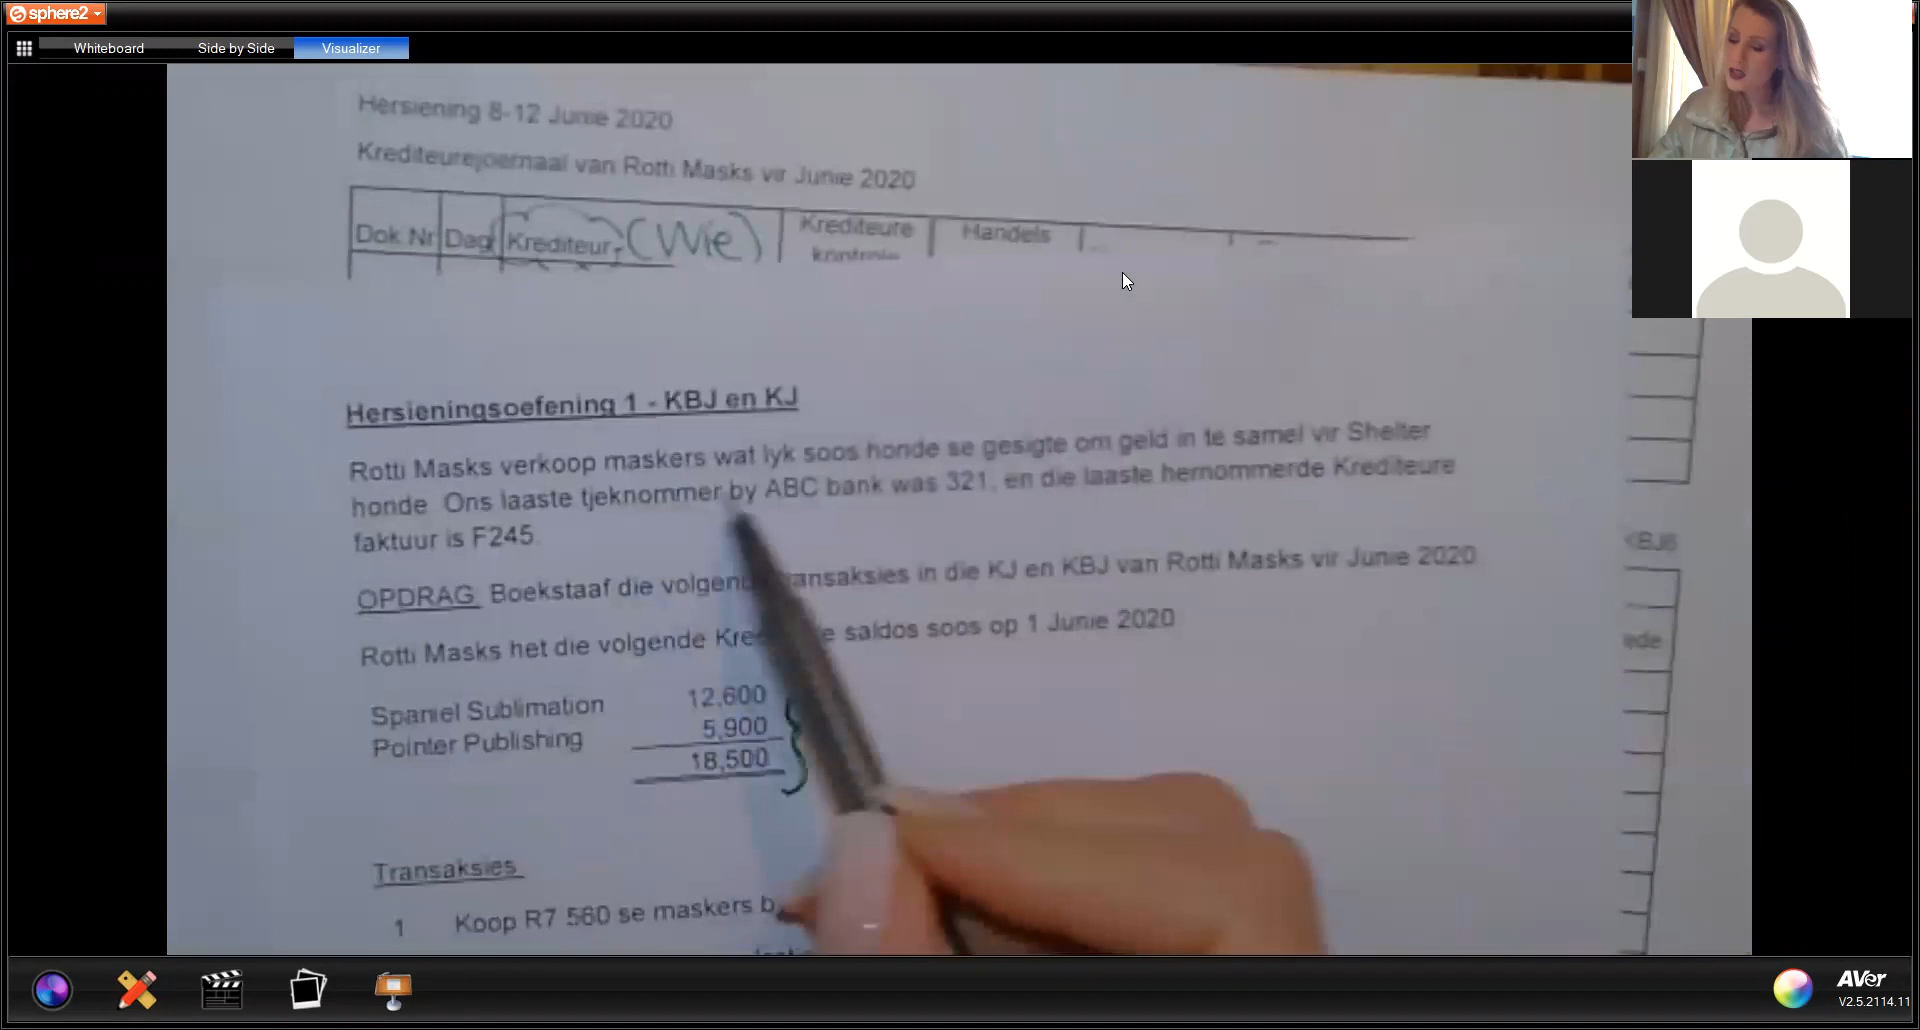 sphere2
Whiteboard Side by Side Visualizer
Hersiening 8-12 Junie 2020
Krediteurejoernaal van Rotti Masks vir Junie 2020
Dok Nr Dag Krediteur (Wie) Krediteure Handels
kontrole
Hersieningsoefening 1 - KBJ en KJ
Rotti Masks verkoop maskers wat lyk soos honde se gesigte om geld in te samel vir Shelter
honde Ons laaste tjeknommer by ABC bank was 321, en die laaste hernommerde Krediteure
faktuur is F245
KBJ6
OPDRAG Boekstaaf die volgend ansaksies in die KJ en KBJ van Rotti Masks vir Junie 2020
Rotti Masks het die volgende Kre e saldos soos op 1 Junie 2020
ede
Spaniel Sublimation 12,600
Pointer Publishing 5,900
18,500
Transaksies
1 Koop R7 560 se maskers b
AVer
V2.5.2114.11